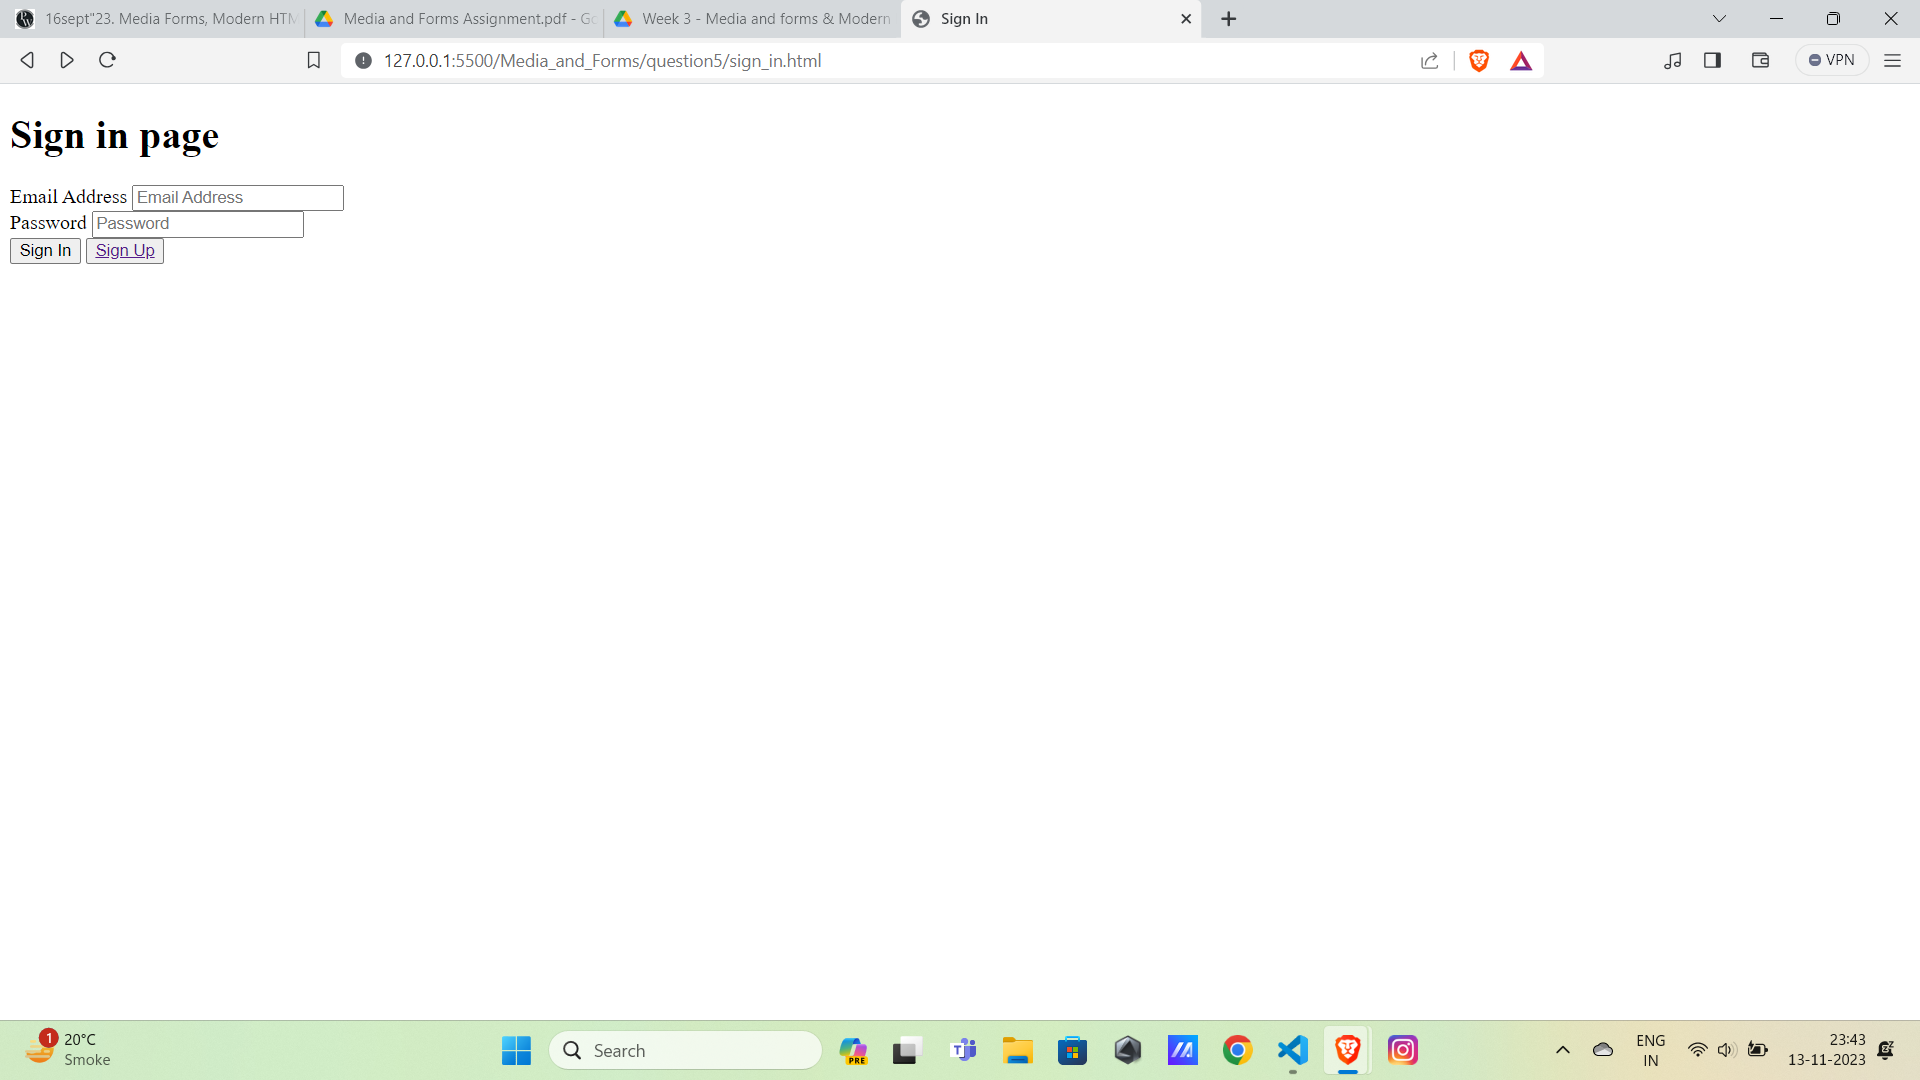 16sept"23. Media Forms, Modern HTM
Media and Forms Assignment.pdf - Go
Week 3 - Media and forms & Modern
Sign In
127.0.0.1:5500/Media_and_Forms/question5/sign_in.html
VPN
Sign in page
Email Address Email Address
Password Password
Sign In Sign Up
1
20°C
Smoke
Search
PRE
ENG
IN
23:43
13-11-2023